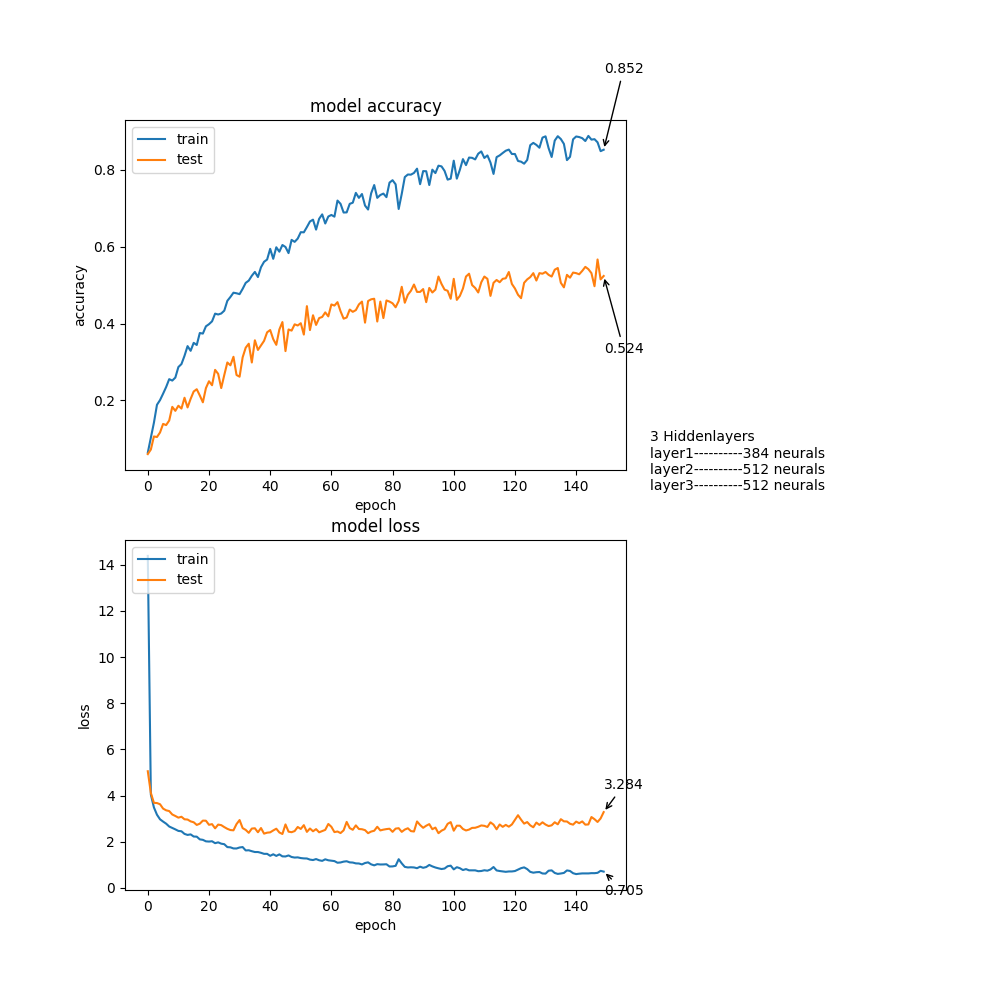 0.852
model accuracy
train
test
0.8
0.6
0.4
0.2
accuracy
0.524
0 20 40 60 80 100 120 140
epoch
3 Hiddenlayers
layer1----------384 neurals
layer2----------512 neurals
layer3----------512 neurals
model loss
train
test
14
12
10
8
6
4
2
0
loss
3.284
0.705
0 20 40 60 80 100 120 140
epoch